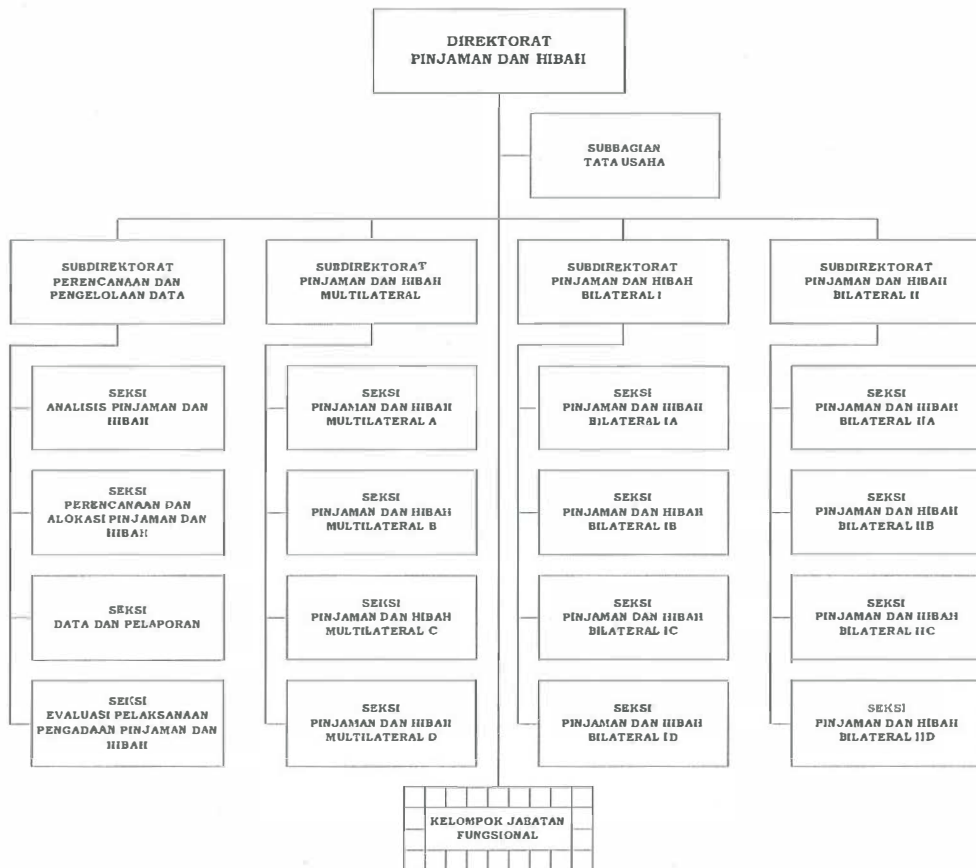 DIREKTORAT
PINJAMAN DAN HIBAH
SUBBAGIAN
TATA USAHA
SUBDIREKTORAT
PERENCANAAN DAN
PENGELOLAAN DATA
SUBDIREKTORAT
PINJAMAN DAN HIBAH
MULTILATERAL
SUBDIREKTORAT
PINJAMAN DAN HIBAH
BILATERAL I
SUBDIREKTORAT
PINJAMAN DAN HIBAH
BILATERAL II
SEKSI
ANALISIS PINJAMAN DAN
HIBAH
SEKSI
PINJAMAN DAN HIBAH
MULTILATERAL A
SEKSI
PINJAMAN DAN HIBAH
BILATERAL IA
SEKSI
PINJAMAN DAN HIBAH
BILATERAL IIA
SEKSI
PERENCANAAN DAN
ALOKASI PINJAMAN DAN
HIBAH
SEKSI
PINJAMAN DAN HIBAH
MULTILATERAL B
SEKSI
PINJAMAN DAN HIBAH
BILATERAL IB
SEKSI
PINJAMAN DAN HIBAH
BILATERAL IIB
SEKSI
DATA DAN PELAPORAN
SEKSI
PINJAMAN DAN HIBAH
MULTILATERAL C
SEKSI
PINJAMAN DAN HIBAH
BILATERAL IC
SEKSI
PINJAMAN DAN HIBAH
BILATERAL IIC
SEKSI
EVALUASI PELAKSANAAN
PENGADAAN PINJAMAN DAN
HIBAH
SEKSI
PINJAMAN DAN HIBAH
MULTILATERAL D
SEKSI
PINJAMAN DAN HIBAH
BILATERAL ID
SEKSI
PINJAMAN DAN HIBAH
BILATERAL IID
KELOMPOK JABATAN
FUNGSIONAL